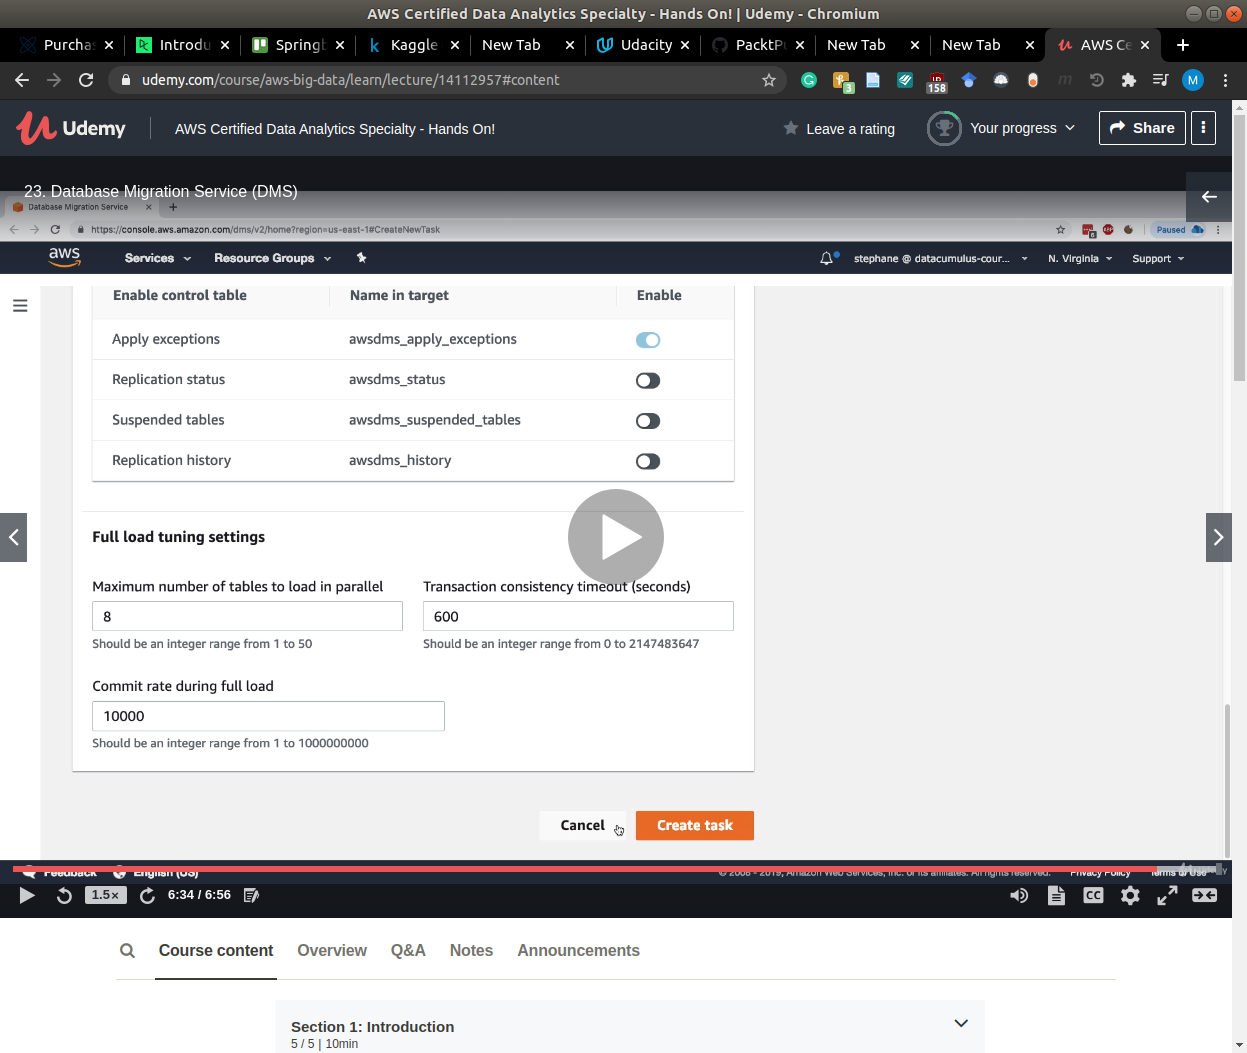 AWS Certified Data Analytics Specialty - Hands On! | Udemy - Chromium
Purchas Introdu Springb Kaggle New Tab Udacity PacktPu New Tab New Tab AWS Ce
udemy.com/course/aws-big-data/learn/lecture/14112957#content
3 158 M
Udemy AWS Certified Data Analytics Specialty - Hands On! Leave a rating Your progress Share
23. Database Migration Service (DMS)
Database Migration Service
https://console.aws.amazon.com/dms/v2/home?region=us-east-1#CreateNewTask Paused
aws Services Resource Groups stephane @ datacumulus-cour... N. Virginia Support
Enable control table Name in target Enable
Apply exceptions awsdms_apply_exceptions
Replication status awsdms_status
Suspended tables awsdms_suspended_tables
Replication history awsdms_history
Full load tuning settings
Maximum number of tables to load in parallel Transaction consistency timeout (seconds)
8 600
Should be an integer range from 1 to 50 Should be an integer range from 0 to 2147483647
Commit rate during full load
10000
Should be an integer range from 1 to 1000000000
Cancel Create task
Feedback English (US) © 2008 - 2019, Amazon Web Services, Inc. or its affiliates. All rights reserved. Privacy Policy Terms of Use
1.5× 6:34 / 6:56 CC
Course content Overview Q&A Notes Announcements
Section 1: Introduction
5 / 5 | 10min